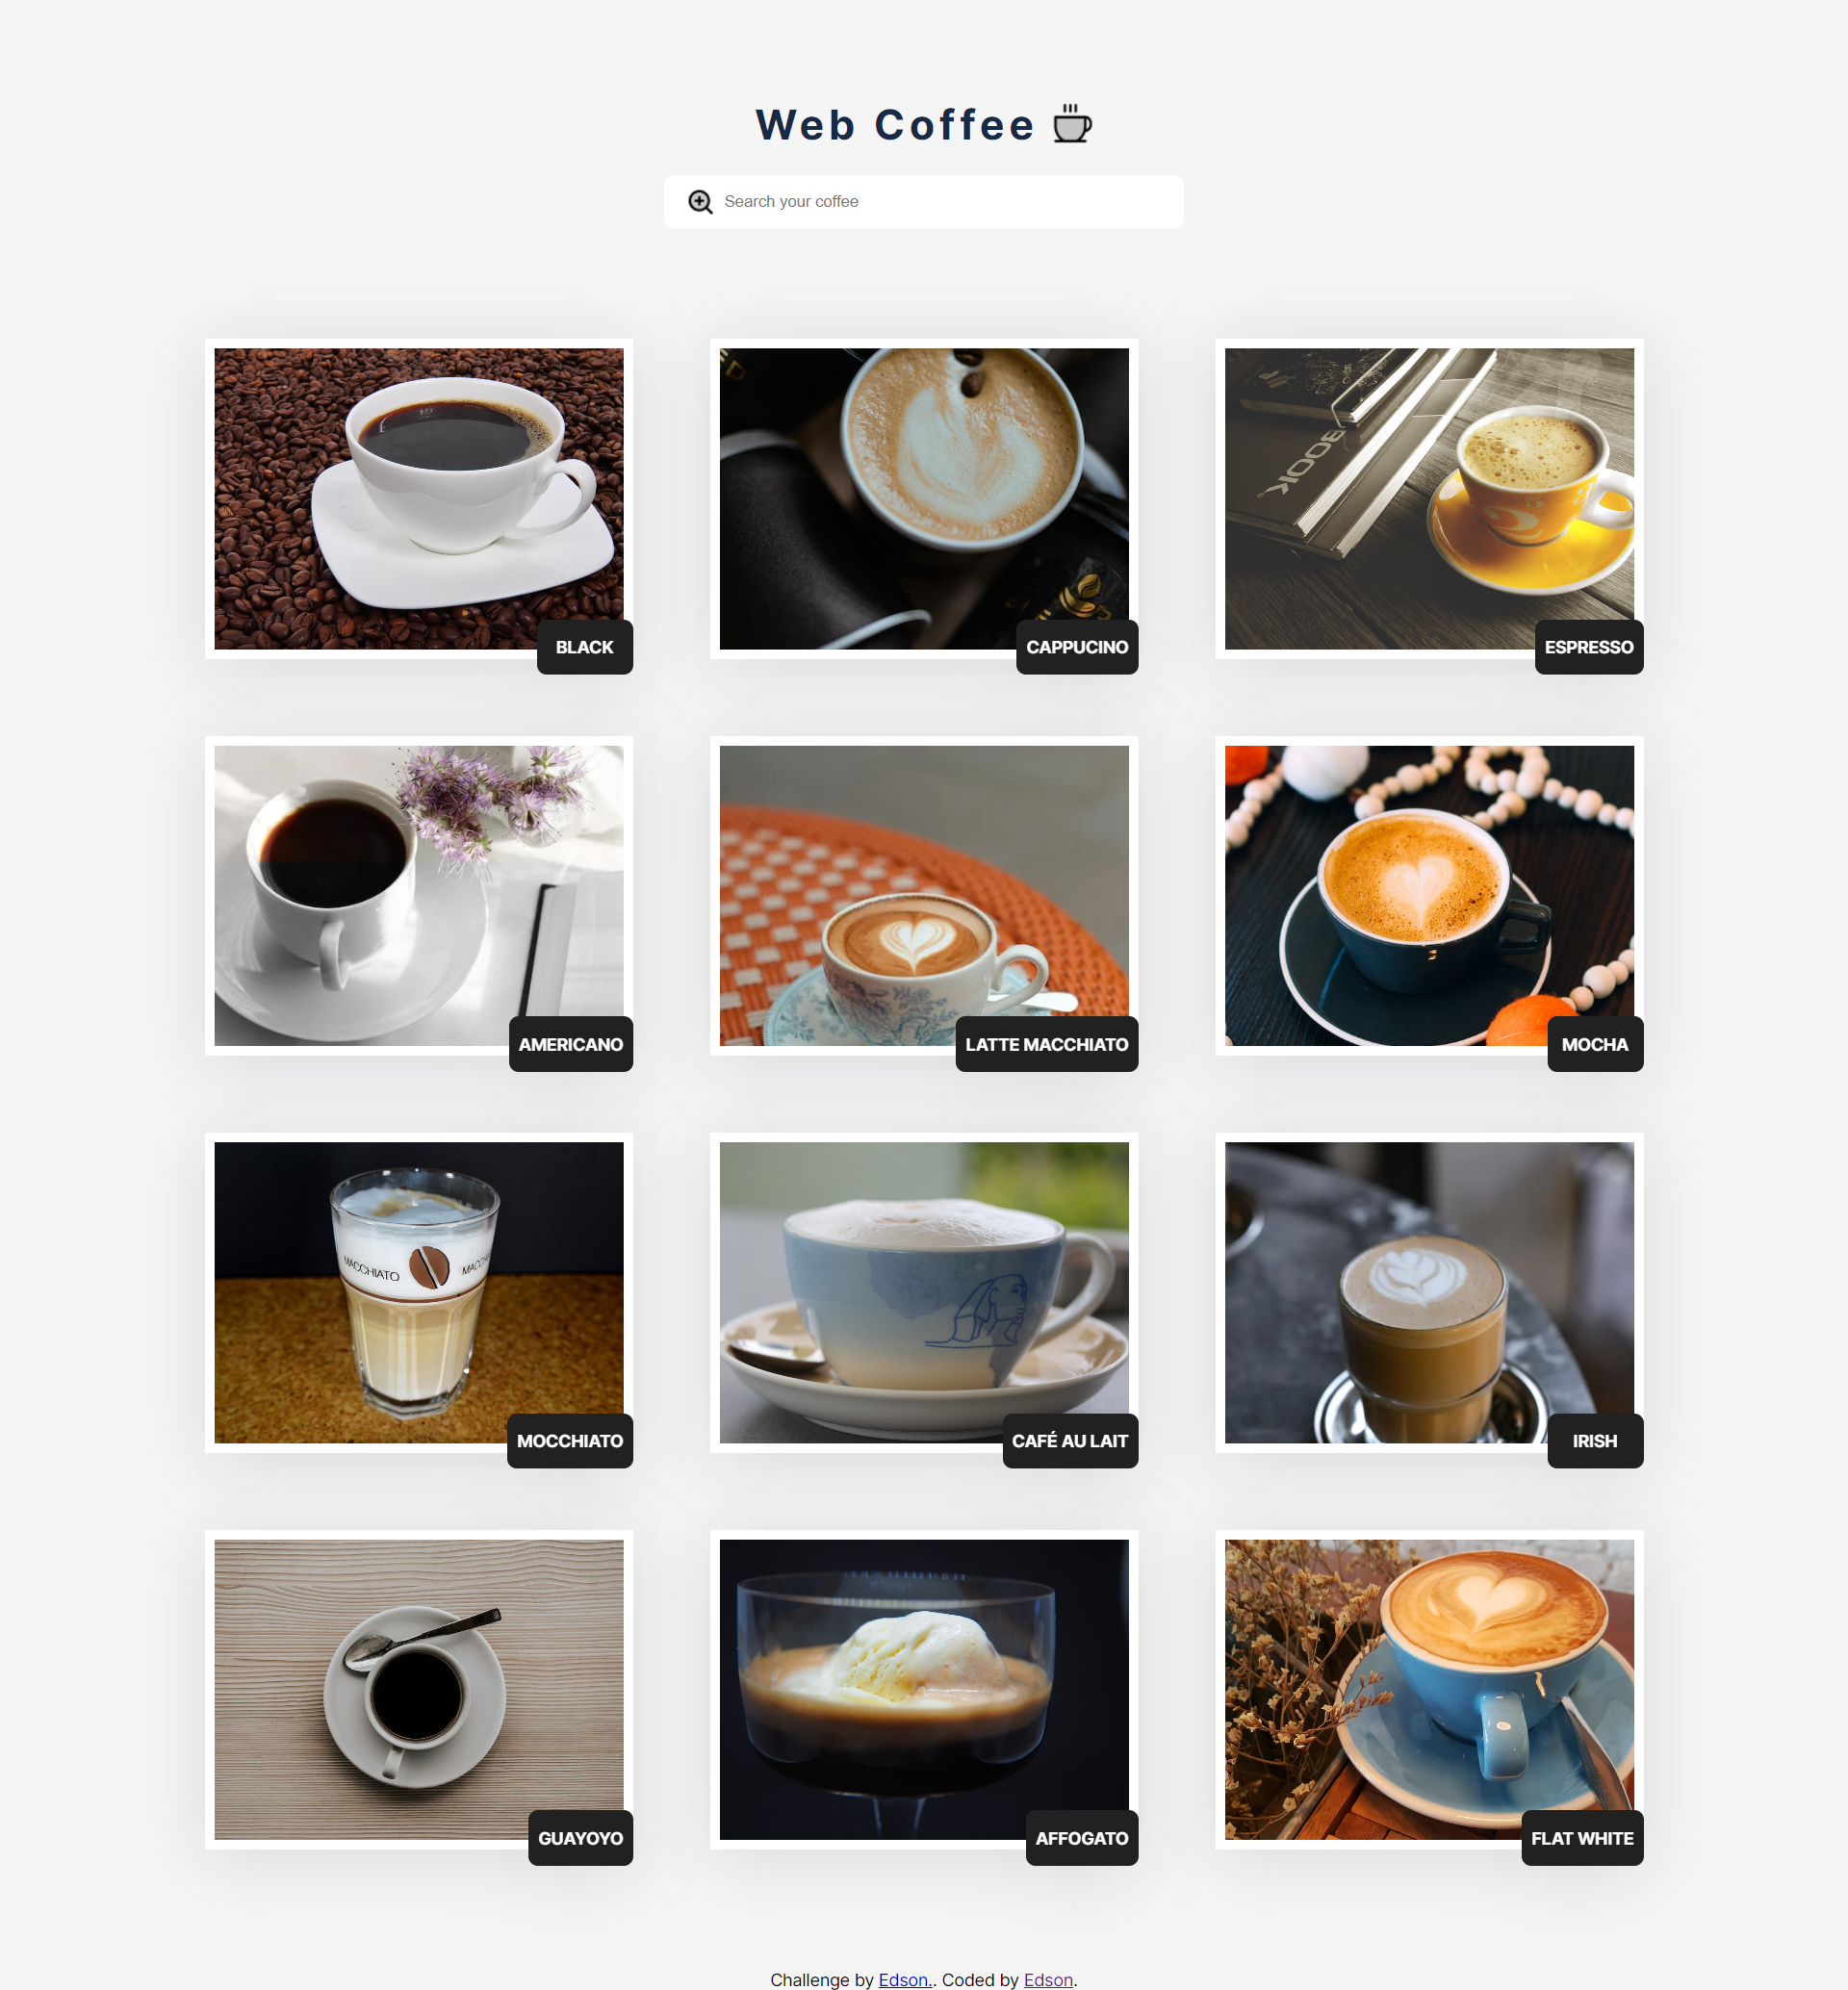 Web Coffee
Search your coffee
BOOK
BLACK
CAPPUCINO
ESPRESSO
AMERICANO
LATTE MACCHIATO
MOCHA
MACCHIATO
MOCCHIATO
CAFÉ AU LAIT
IRISH
GUAYOYO
AFFOGATO
FLAT WHITE
Challenge by Edson.. Coded by Edson.